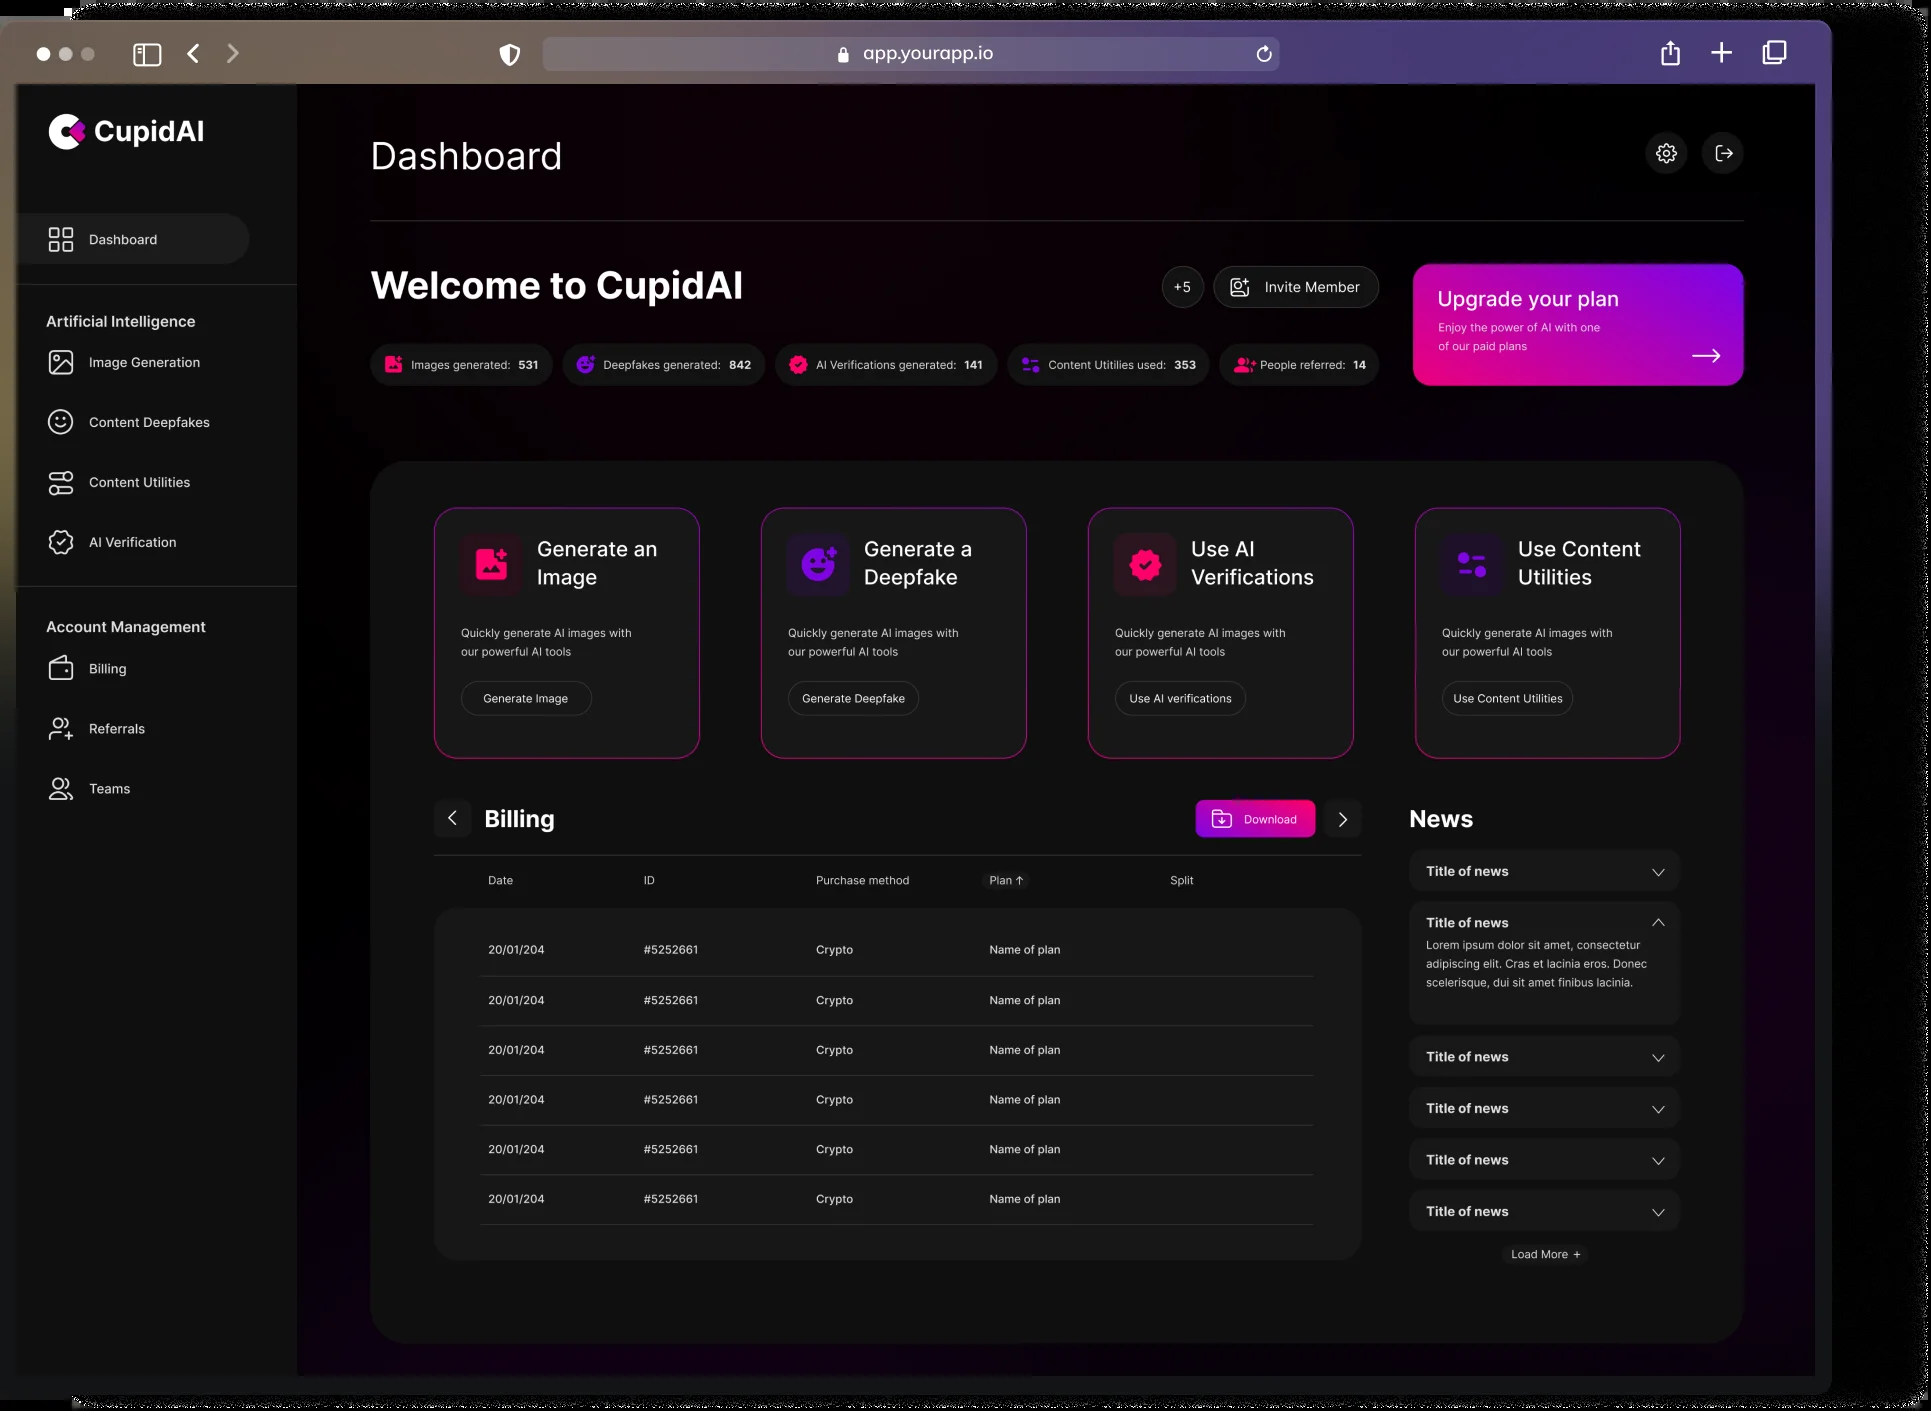 app.yourapp.io
CupidAI
Dashboard
Artificial Intelligence
Image Generation
Content Deepfakes
Content Utilities
AI Verification
Account Management
Billing
Referrals
Teams
Dashboard
Welcome to CupidAI
+5
Invite Member
Images generated: 531
Deepfakes generated: 842
AI Verifications generated: 141
Content Utitilies used: 353
People referred: 14
Upgrade your plan
Enjoy the power of AI with one
of our paid plans
Generate an
Image
Quickly generate AI images with
our powerful AI tools
Generate Image
Generate a
Deepfake
Quickly generate AI images with
our powerful AI tools
Generate Deepfake
Use AI
Verifications
Quickly generate AI images with
our powerful AI tools
Use AI verifications
Use Content
Utilities
Quickly generate AI images with
our powerful AI tools
Use Content Utilities
Billing
Download
Date ID Purchase method Plan ↑ Split
20/01/204 #5252661 Crypto Name of plan
20/01/204 #5252661 Crypto Name of plan
20/01/204 #5252661 Crypto Name of plan
20/01/204 #5252661 Crypto Name of plan
20/01/204 #5252661 Crypto Name of plan
20/01/204 #5252661 Crypto Name of plan
News
Title of news
Title of news
Lorem ipsum dolor sit amet, consectetur
adipiscing elit. Cras et lacinia eros. Donec
scelerisque, dui sit amet finibus lacinia.
Title of news
Title of news
Title of news
Title of news
Load More +